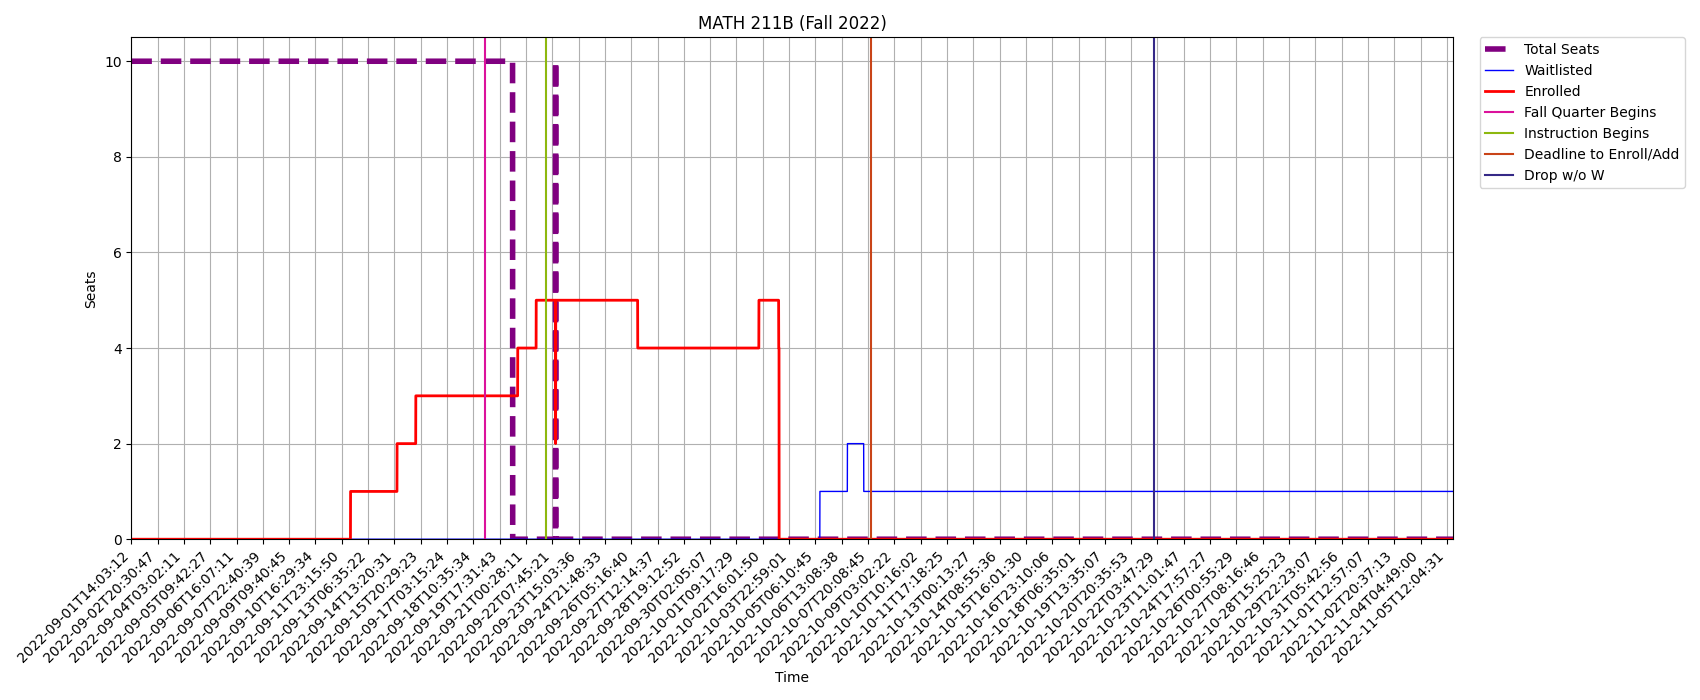 MATH 211B (Fall 2022)
Total Seats
Waitlisted
Enrolled
Fall Quarter Begins
Instruction Begins
Deadline to Enroll/Add
Drop w/o W
Seats
10
8
6
4
2
0
2022-09-01T14:03:12
2022-09-02T20:30:47
2022-09-04T03:02:11
2022-09-05T09:42:27
2022-09-06T16:07:11
2022-09-07T22:40:39
2022-09-09T09:40:45
2022-09-10T16:29:34
2022-09-11T23:15:50
2022-09-13T06:35:22
2022-09-14T13:20:31
2022-09-15T20:29:23
2022-09-17T03:15:24
2022-09-18T10:35:34
2022-09-19T17:31:43
2022-09-21T00:28:11
2022-09-22T07:45:21
2022-09-23T15:03:36
2022-09-24T21:48:33
2022-09-26T05:16:40
2022-09-27T12:14:37
2022-09-28T19:12:52
2022-09-30T02:05:07
2022-10-01T09:17:29
2022-10-02T16:01:50
2022-10-03T22:59:01
2022-10-05T06:10:45
2022-10-06T13:08:38
2022-10-07T20:08:45
2022-10-09T03:02:22
2022-10-10T10:16:02
2022-10-11T17:18:25
2022-10-13T00:13:27
2022-10-14T08:55:36
2022-10-15T16:01:30
2022-10-16T23:10:06
2022-10-18T06:35:01
2022-10-19T13:35:07
2022-10-20T20:35:53
2022-10-22T03:47:29
2022-10-23T11:01:47
2022-10-24T17:57:27
2022-10-26T00:55:29
2022-10-27T08:16:46
2022-10-28T15:25:23
2022-10-29T22:23:07
2022-10-31T05:42:56
2022-11-01T12:57:07
2022-11-02T20:37:13
2022-11-04T04:49:00
2022-11-05T12:04:31
Time